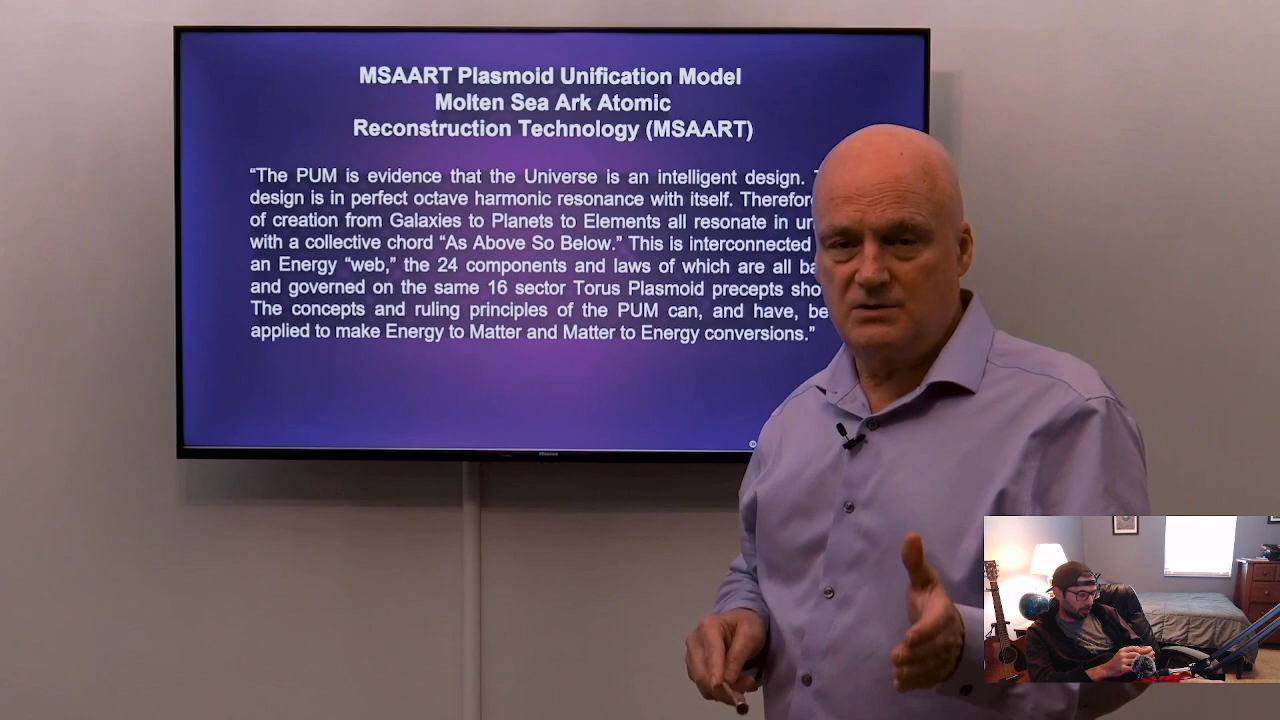 MSAART Plasmoid Unification Model
Molten Sea Ark Atomic
Reconstruction Technology (MSAART)
“The PUM is evidence that the Universe is an intelligent design.
design is in perfect octave harmonic resonance with itself.
of creation from Galaxies to Planets to Elements all resonate in
with a collective chord “As Above So Below.” This is interconnected
an Energy “web,” the 24 components and laws of which are all
and governed on the same 16 sector Torus Plasmoid precepts
The concepts and ruling principles of the PUM can, and have,
applied to make Energy to Matter and Matter to Energy conversions.”
Hisense